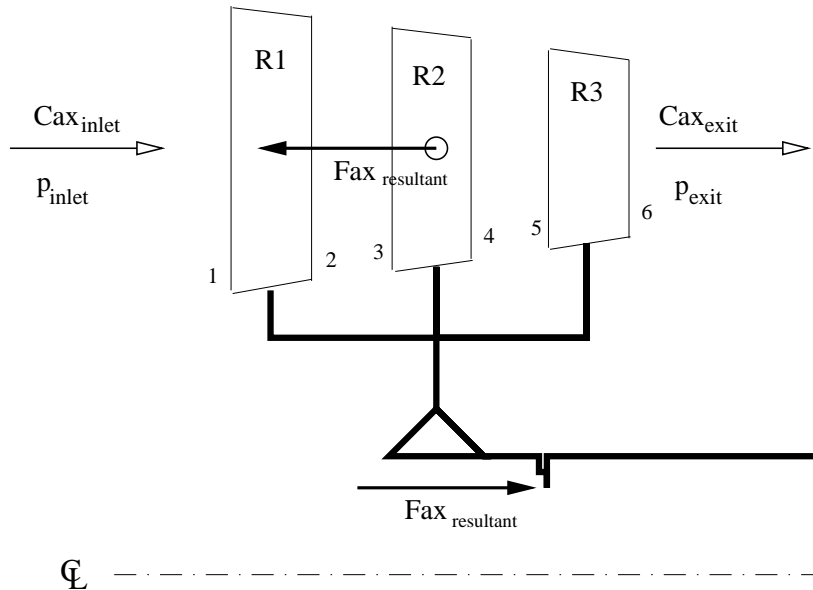 R1
R2
R3
Cax inlet
Cax exit
Fax resultant
p inlet
p exit
1
2
3
4
5
6
Fax resultant
℄